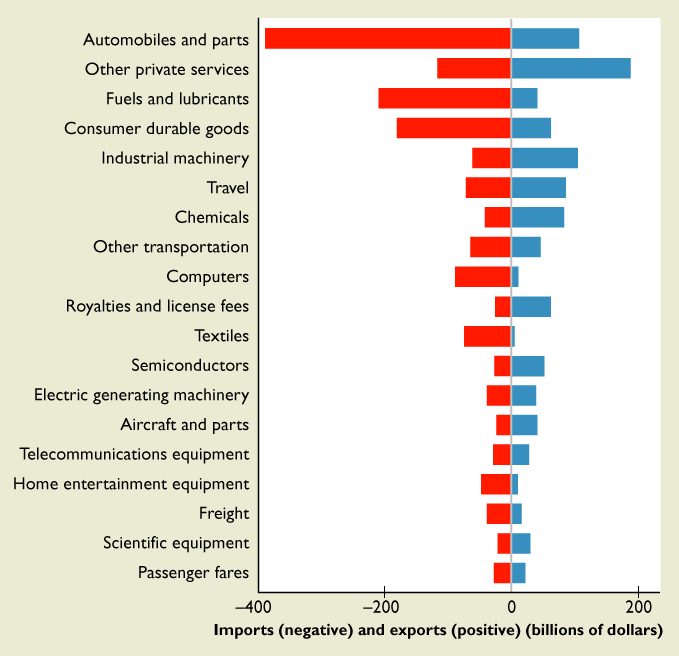 Automobiles and parts
Other private services
Fuels and lubricants
Consumer durable goods
Industrial machinery
Travel
Chemicals
Other transportation
Computers
Royalties and license fees
Textiles
Semiconductors
Electric generating machinery
Aircraft and parts
Telecommunications equipment
Home entertainment equipment
Freight
Scientific equipment
Passenger fares
–400 –200 0 200
Imports (negative) and exports (positive) (billions of dollars)